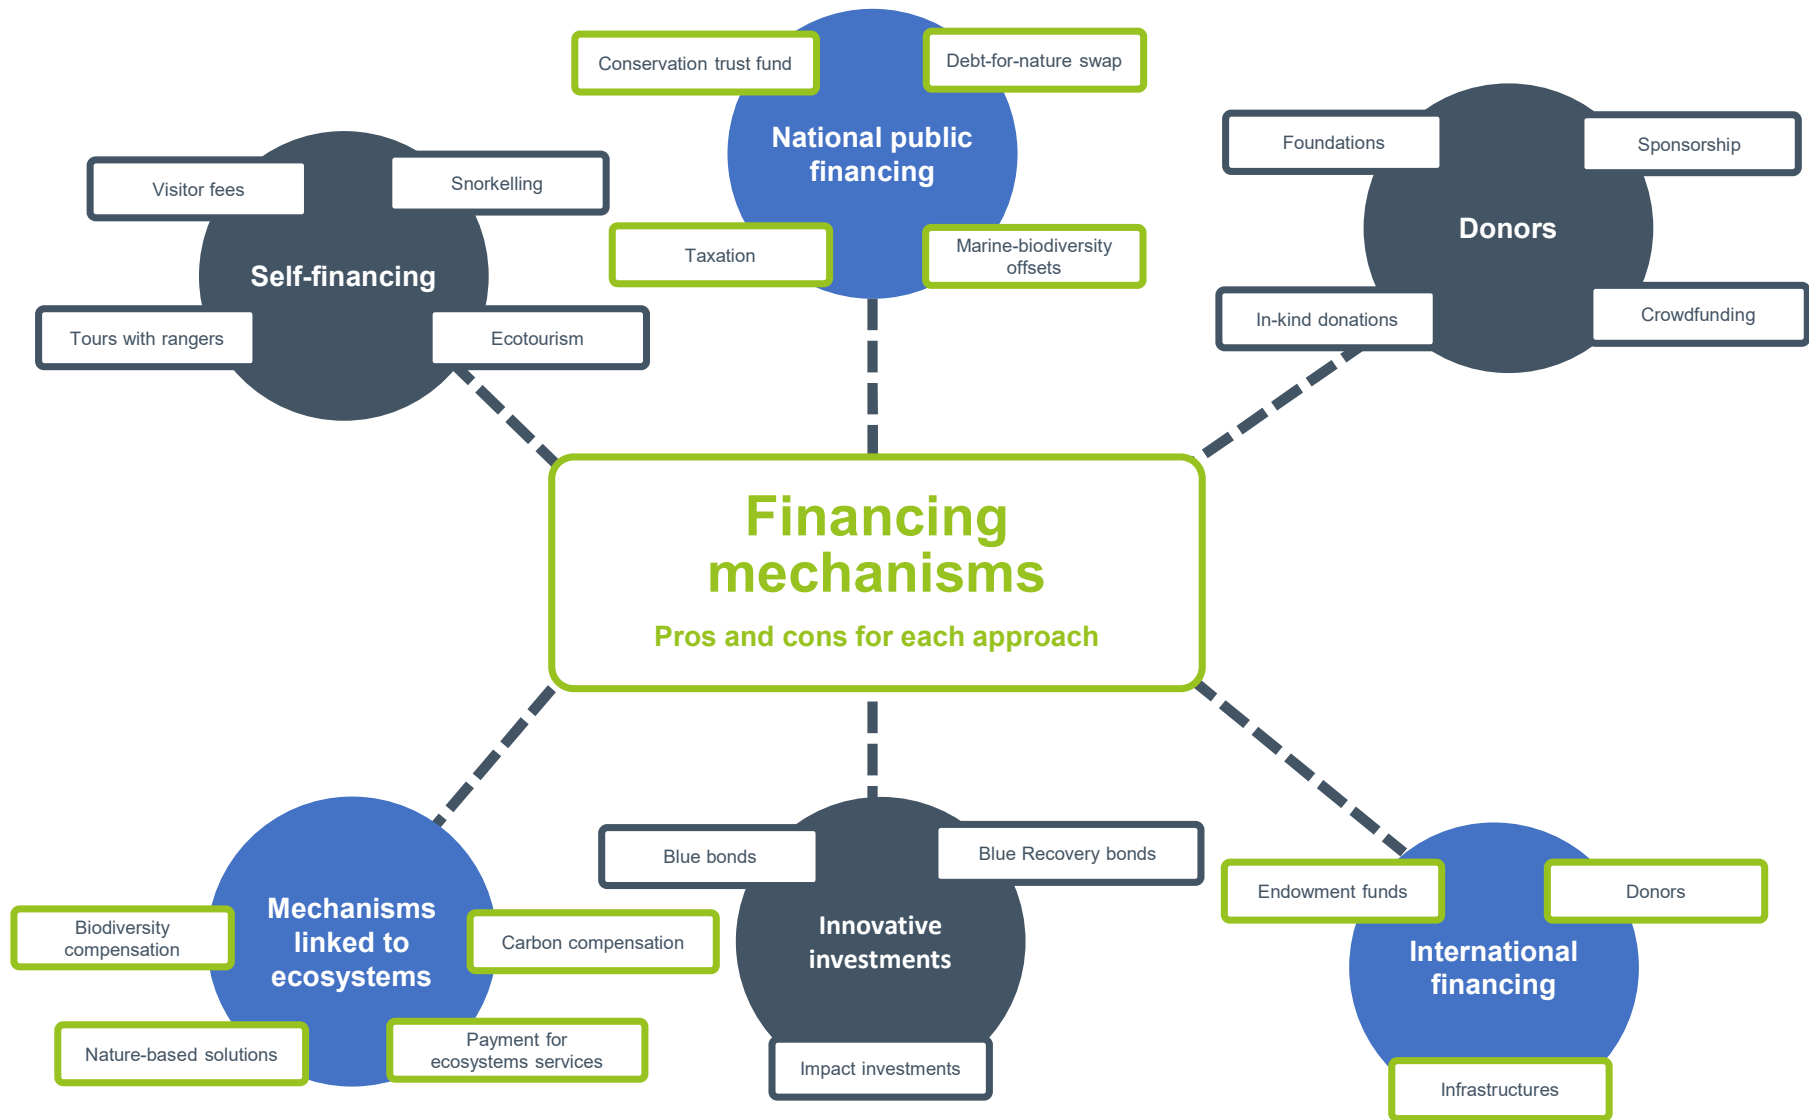 Conservation trust fund
Debt-for-nature swap
National public
financing
Taxation
Marine-biodiversity
offsets
Visitor fees
Snorkelling
Self-financing
Tours with rangers
Ecotourism
Foundations
Sponsorship
Donors
In-kind donations
Crowdfunding
Financing
mechanisms
Pros and cons for each approach
Mechanisms
linked to
ecosystems
Biodiversity
compensation
Carbon compensation
Nature-based solutions
Payment for
ecosystems services
Blue bonds
Blue Recovery bonds
Innovative
investments
Impact investments
Endowment funds
Donors
International
financing
Infrastructures